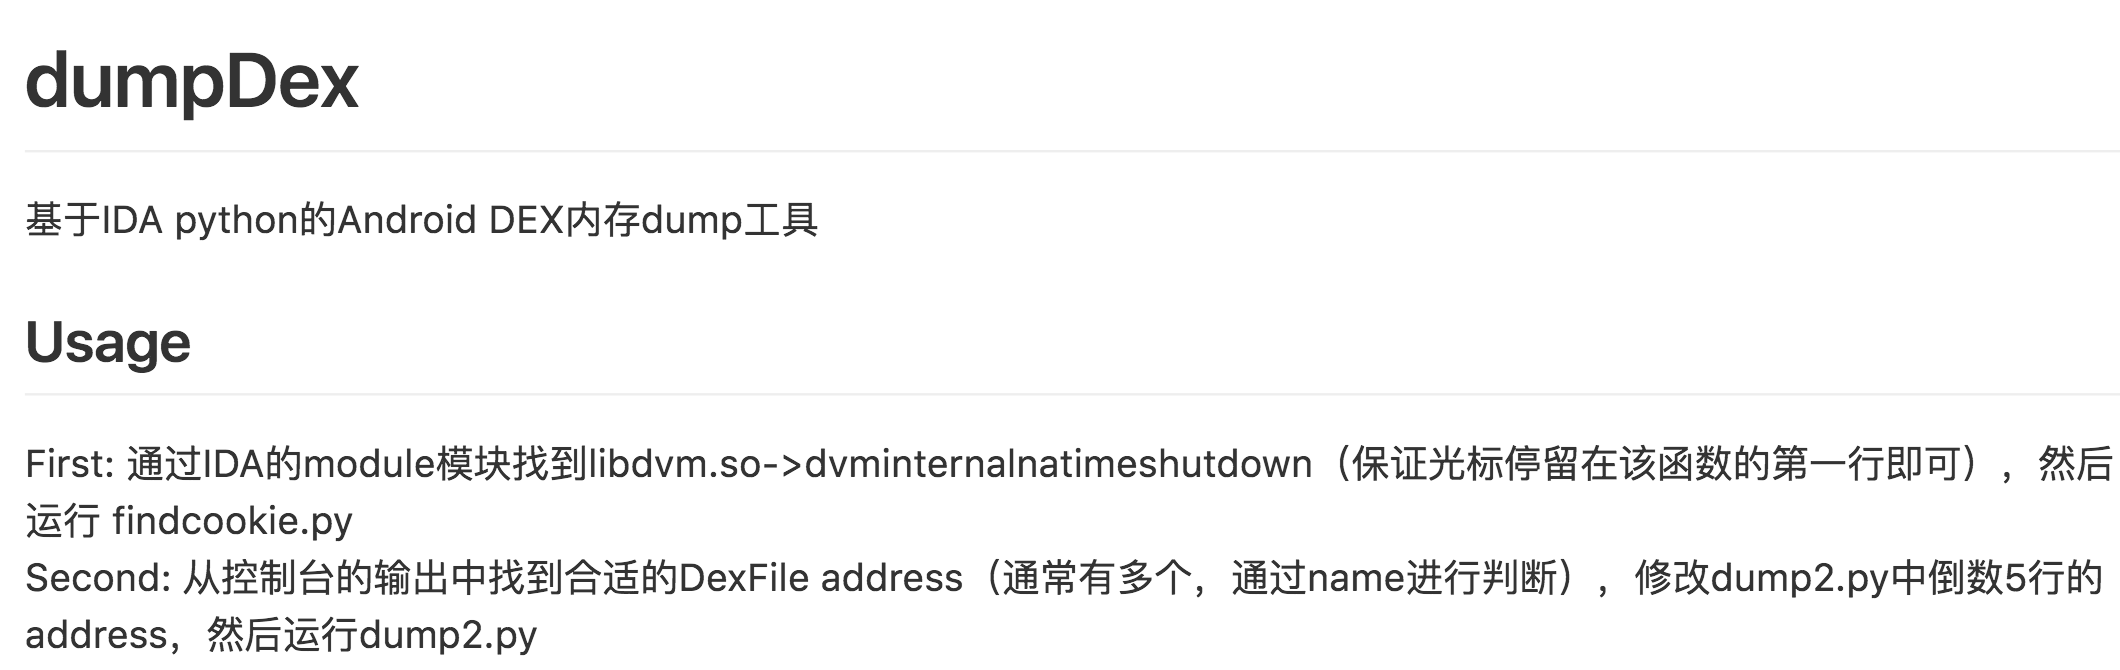 dumpDex
基于IDA python的Android DEX内存dump工具
Usage
First: 通过IDA的module模块找到libdvm.so->dvminternalnatimeshutdown（保证光标停留在该函数的第一行即可），然后
运行 findcookie.py
Second: 从控制台的输出中找到合适的DexFile address（通常有多个，通过name进行判断），修改dump2.py中倒数5行的
address，然后运行dump2.py